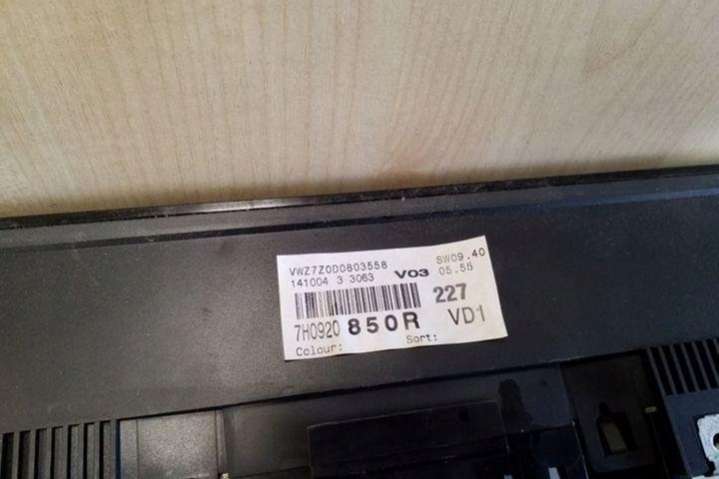 VWZ7Z0D0803558
141004 3 3063 V03
SW09.40
05.55
227
7H0920 850R VD1
Colour: Sort: